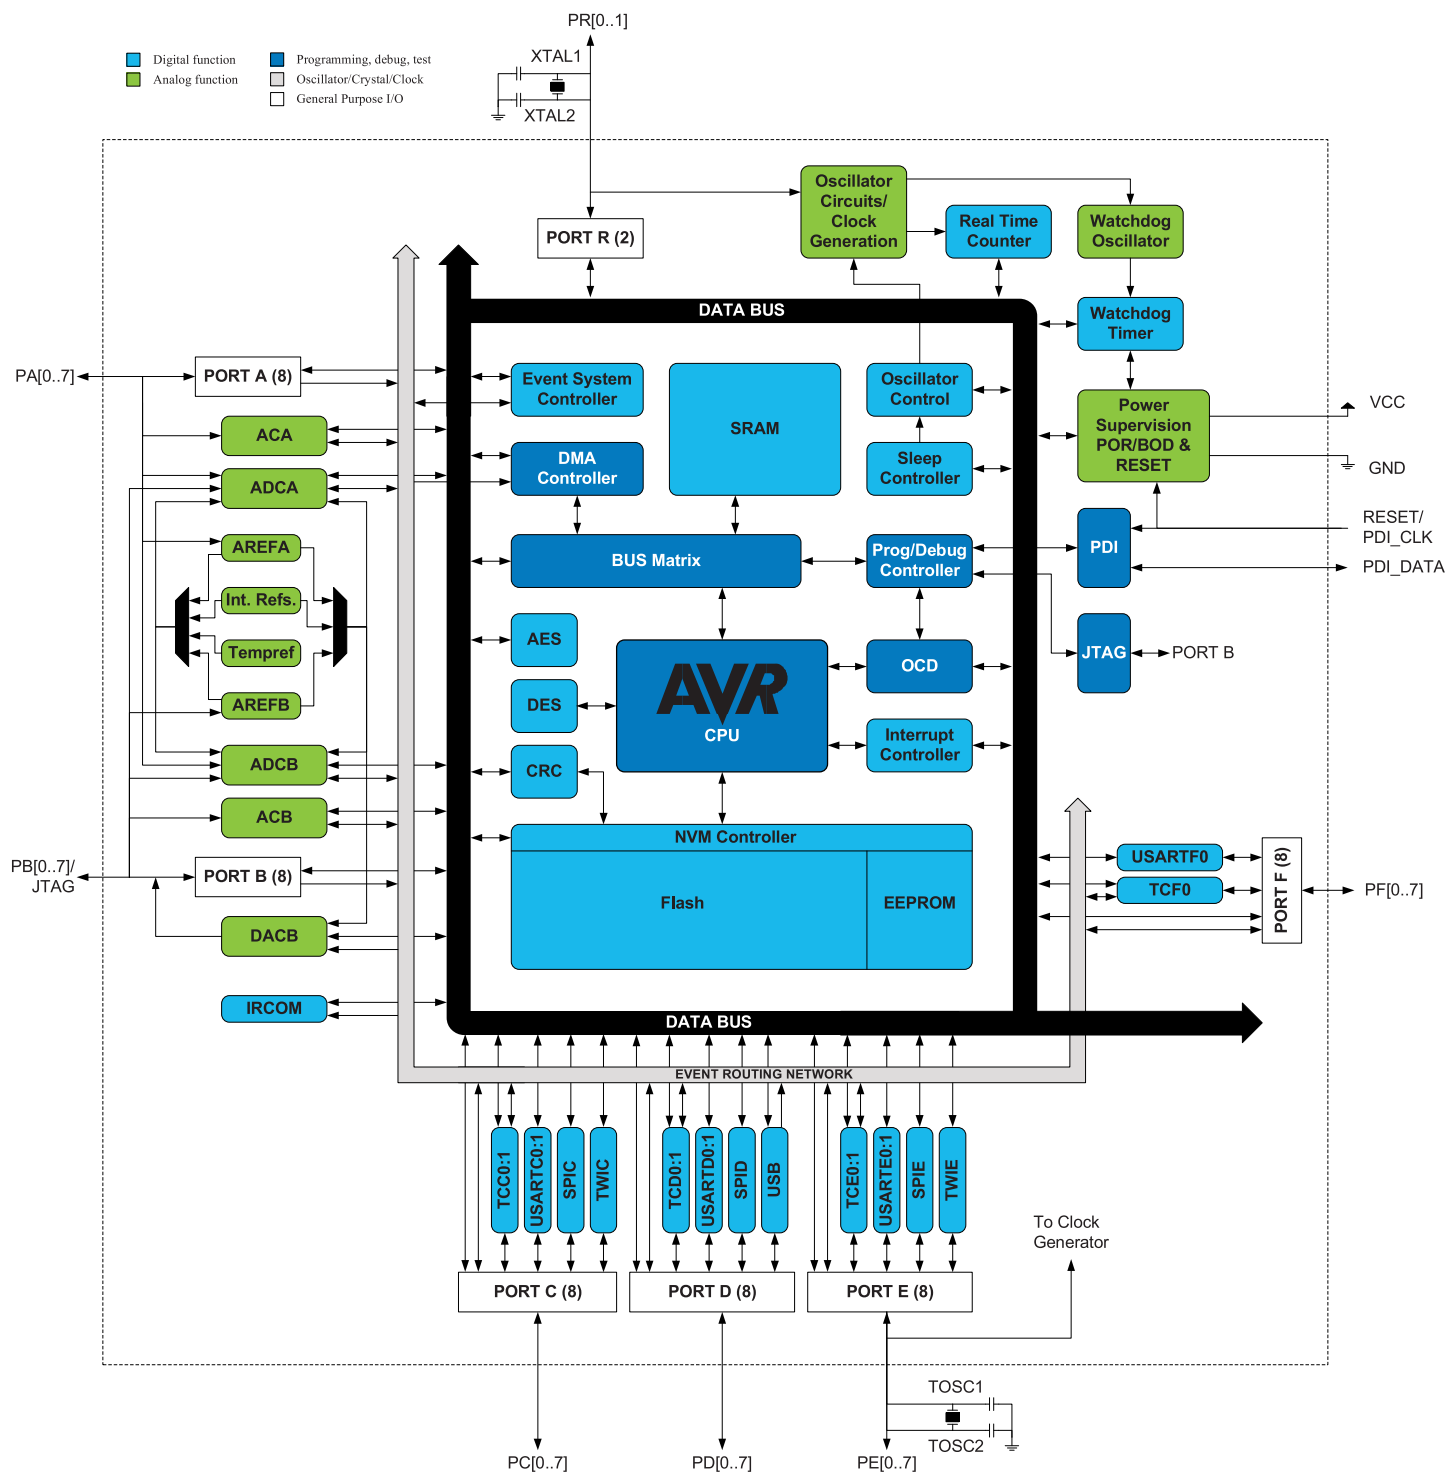 PR[0..1]
Digital function
Analog function
Programming, debug, test
Oscillator/Crystal/Clock
General Purpose I/O
XTAL1
XTAL2
Oscillator
Circuits/
Clock
Generation
Real Time
Counter
Watchdog
Oscillator
PORT R (2)
DATA BUS
Watchdog
Timer
PA[0..7]
PORT A (8)
Event System
Controller
SRAM
Oscillator
Control
Power
Supervision
POR/BOD &
RESET
VCC
GND
ACA
DMA
Controller
Sleep
Controller
ADCA
RESET/
PDI_CLK
PDI_DATA
AREFA
BUS Matrix
Prog/Debug
Controller
PDI
Int. Refs.
Tempref
AREFB
AES
AVR
CPU
OCD
JTAG
PORT B
DES
Interrupt
Controller
ADCB
CRC
ACB
NVM Controller
Flash
EEPROM
USARTF0
TCF0
PORT F (8)
PF[0..7]
PB[0..7]/
JTAG
PORT B (8)
DACB
IRCOM
DATA BUS
EVENT ROUTING NETWORK
TCC0:1
USARTC0:1
SPIC
TWIC
TCD0:1
USARTD0:1
SPID
USB
TCE0:1
USARTE0:1
SPIE
TWIE
To Clock
Generator
PORT C (8)
PORT D (8)
PORT E (8)
TOSC1
TOSC2
PC[0..7]
PD[0..7]
PE[0..7]